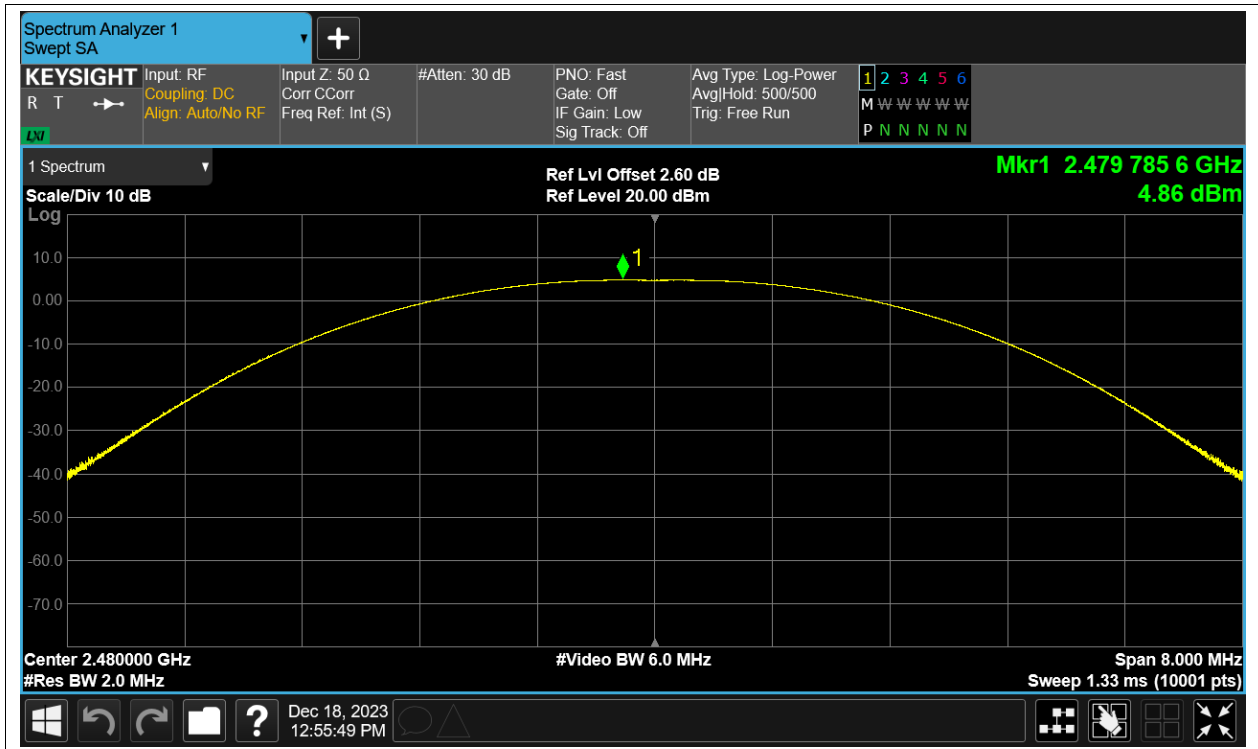 Spectrum Analyzer 1
Swept SA
+
KEYSIGHT
R T
LXI
Input: RF
Coupling: DC
Align: Auto/No RF
Input Z: 50 Ω
Corr CCorr
Freq Ref: Int (S)
#Atten: 30 dB
PNO: Fast
Gate: Off
IF Gain: Low
Sig Track: Off
Avg Type: Log-Power
Avg|Hold: 500/500
Trig: Free Run
1 2 3 4 5 6
M W W W W W
P N N N N N
1 Spectrum
Scale/Div 10 dB
Log
Ref Lvl Offset 2.60 dB
Ref Level 20.00 dBm
Mkr1 2.479 785 6 GHz
4.86 dBm
1
10.0
0.00
-10.0
-20.0
-30.0
-40.0
-50.0
-60.0
-70.0
Center 2.480000 GHz
#Res BW 2.0 MHz
#Video BW 6.0 MHz
Span 8.000 MHz
Sweep 1.33 ms (10001 pts)
?
Dec 18, 2023
12:55:49 PM